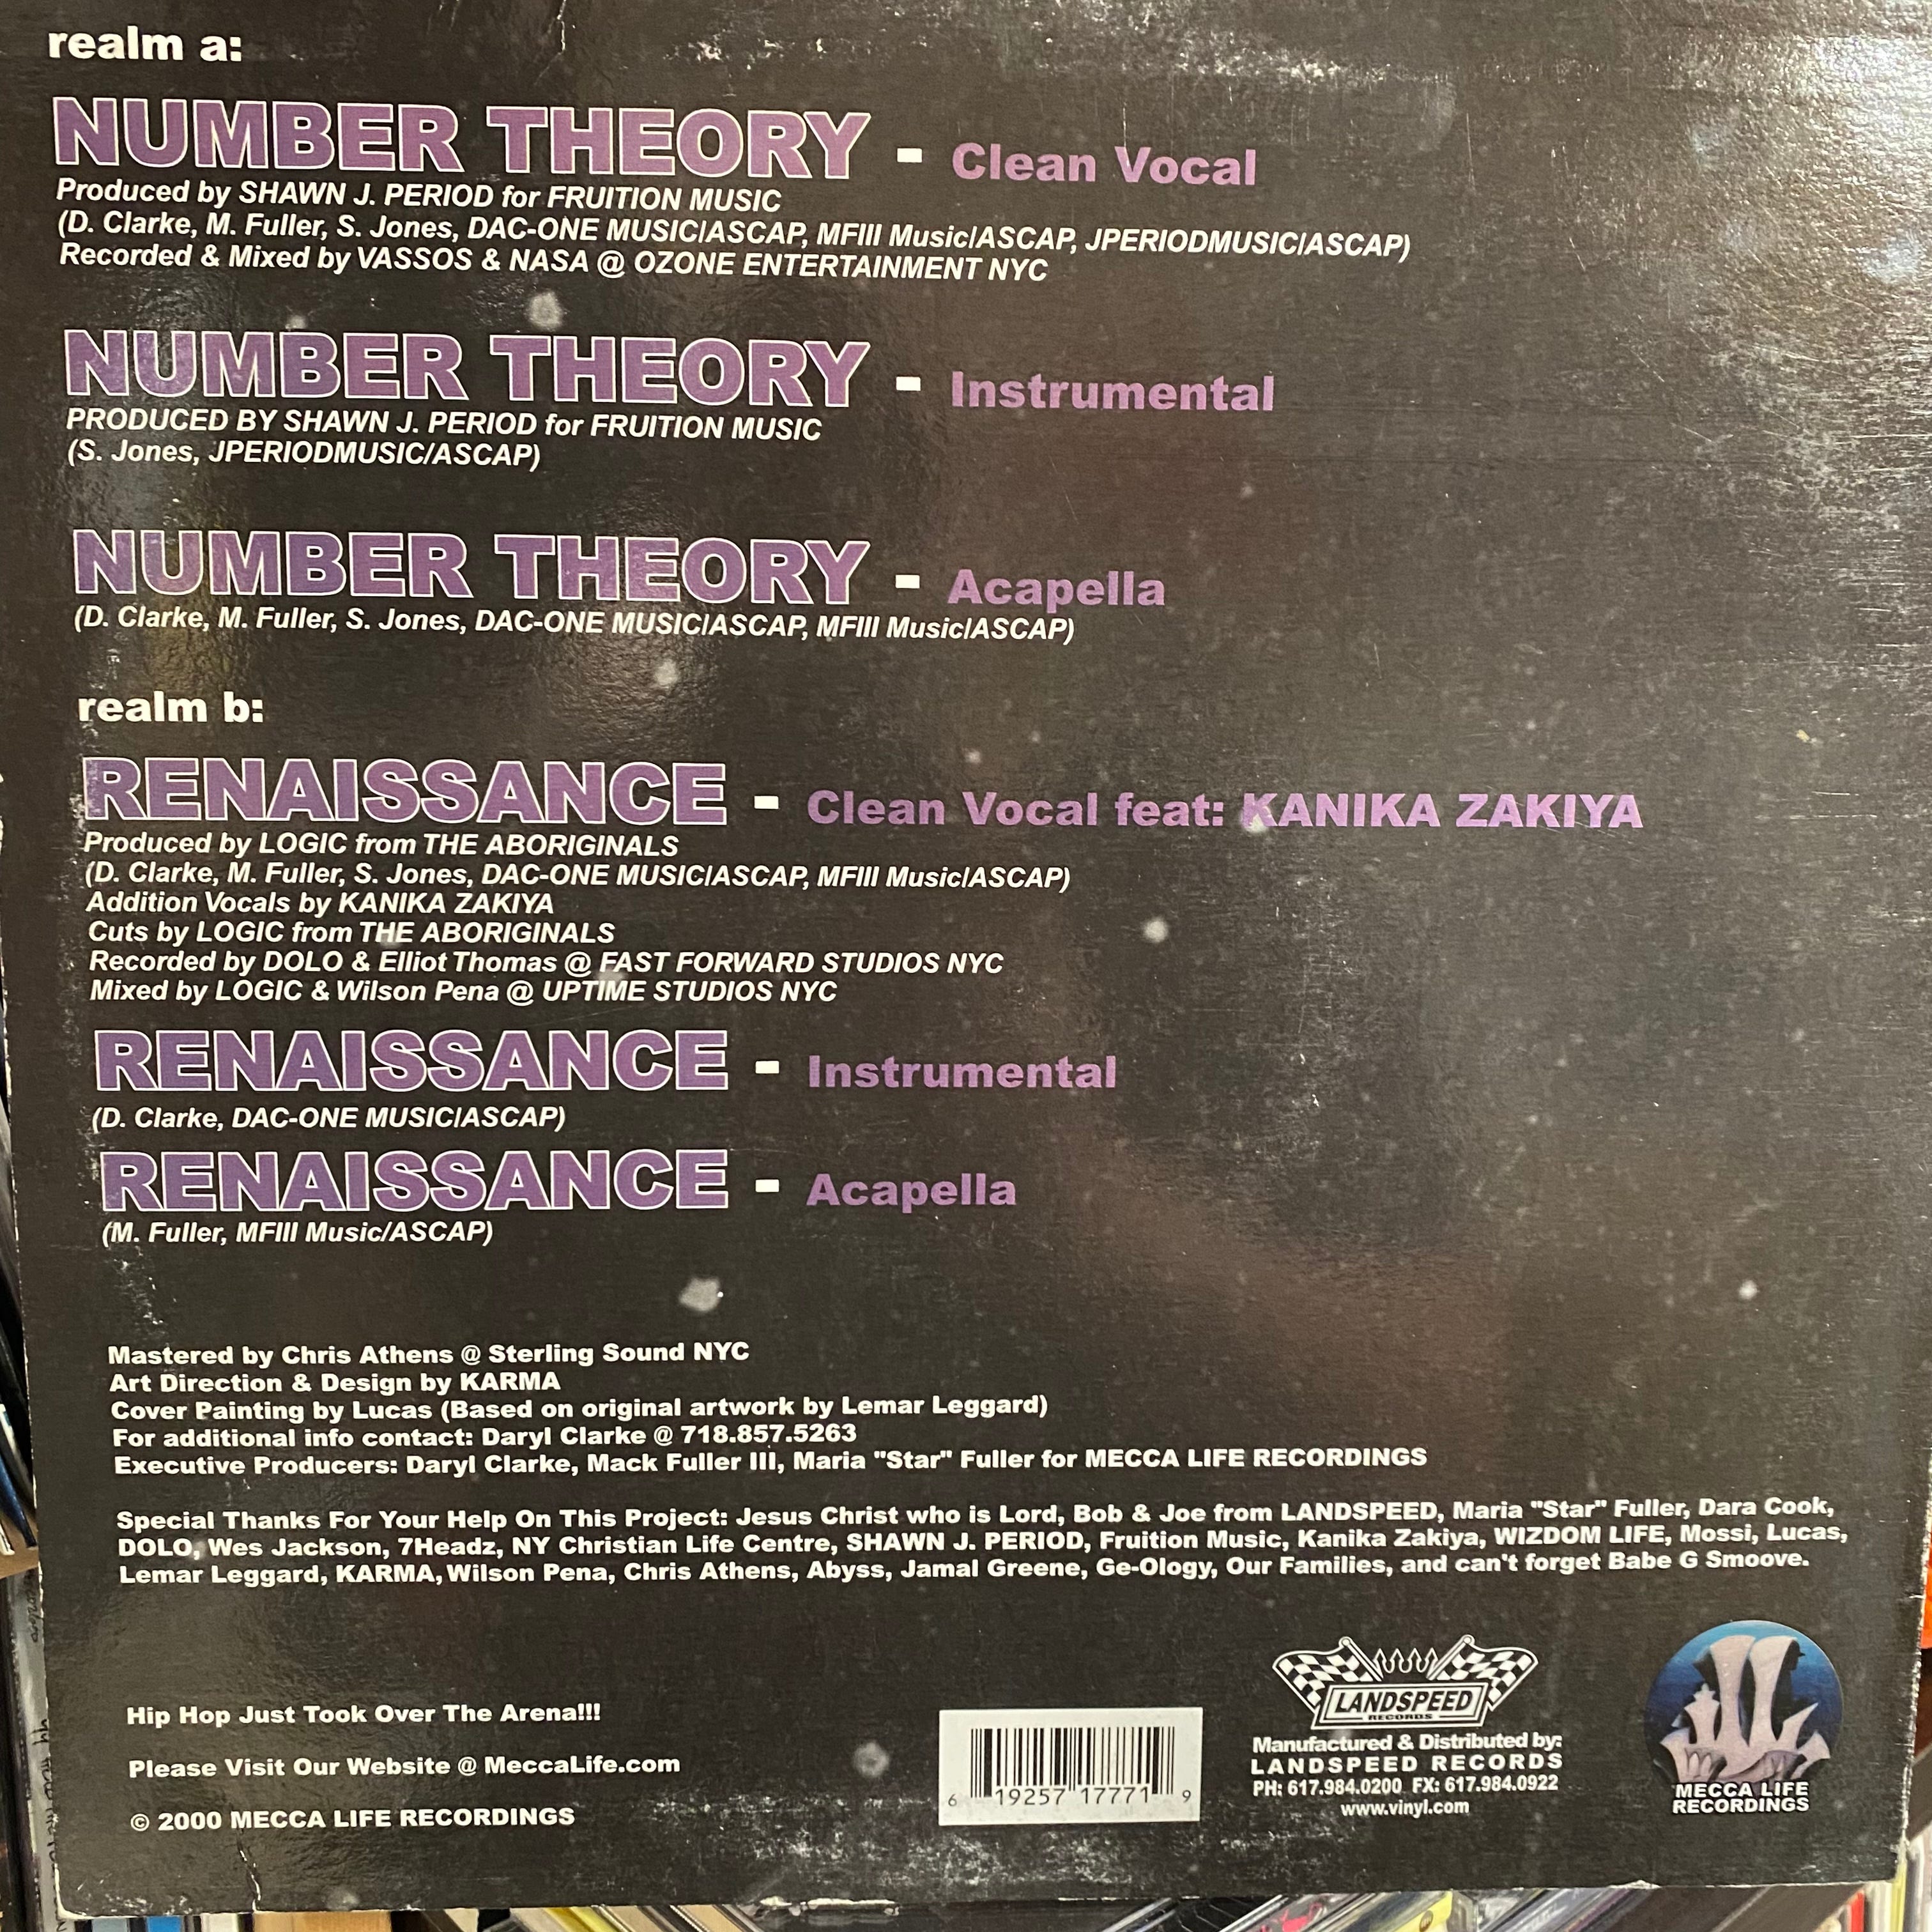 realm a:
NUMBER THEORY - Clean Vocal
Produced by SHAWN J. PERIOD for FRUITION MUSIC
(D. Clarke, M. Fuller, S. Jones, DAC-ONE MUSIC/ASCAP, MFIII Music/ASCAP, JPERIODMUSIC/ASCAP)
Recorded & Mixed by VASSOS & NASA @ OZONE ENTERTAINMENT NYC
NUMBER THEORY - Instrumental
PRODUCED BY SHAWN J. PERIOD for FRUITION MUSIC
(S. Jones, JPERIODMUSIC/ASCAP)
NUMBER THEORY - Acapella
(D. Clarke, M. Fuller, S. Jones, DAC-ONE MUSIC/ASCAP, MFIII Music/ASCAP)
realm b:
RENAISSANCE - Clean Vocal feat: KANIKA ZAKIYA
Produced by LOGIC from THE ABORIGINALS
(D. Clarke, M. Fuller, S. Jones, DAC-ONE MUSIC/ASCAP, MFIII Music/ASCAP)
Addition Vocals by KANIKA ZAKIYA
Cuts by LOGIC from THE ABORIGINALS
Recorded by DOLO & Elliot Thomas @ FAST FORWARD STUDIOS NYC
Mixed by LOGIC & Wilson Pena @ UPTIME STUDIOS NYC
RENAISSANCE - Instrumental
(D. Clarke, DAC-ONE MUSIC/ASCAP)
RENAISSANCE - Acapella
(M. Fuller, MFIII Music/ASCAP)
Mastered by Chris Athens @ Sterling Sound NYC
Art Direction & Design by KARMA
Cover Painting by Lucas (Based on original artwork by Lemar Leggard)
For additional info contact: Daryl Clarke @ 718.857.5263
Executive Producers: Daryl Clarke, Mack Fuller III, Maria "Star" Fuller for MECCA LIFE RECORDINGS
Special Thanks For Your Help On This Project: Jesus Christ who is Lord, Bob & Joe from LANDSPEED, Maria "Star" Fuller, Dara Cook,
DOLO, Wes Jackson, 7Headz, NY Christian Life Centre, SHAWN J. PERIOD, Fruition Music, Kanika Zakiya, WIZDOM LIFE, Mossi, Lucas,
Lemar Leggard, KARMA, Wilson Pena, Chris Athens, Abyss, Jamal Greene, Ge-Ology, Our Families, and can't forget Babe G Smoove.
Hip Hop Just Took Over The Arena!!!
Please Visit Our Website @ MeccaLife.com
© 2000 MECCA LIFE RECORDINGS
6 19257 17771 9
LANDSPEED
RECORDS
Manufactured & Distributed by:
LANDSPEED RECORDS
PH: 617.984.0200 FX: 617.984.0922
www.vinyl.com
MECCA LIFE
RECORDINGS